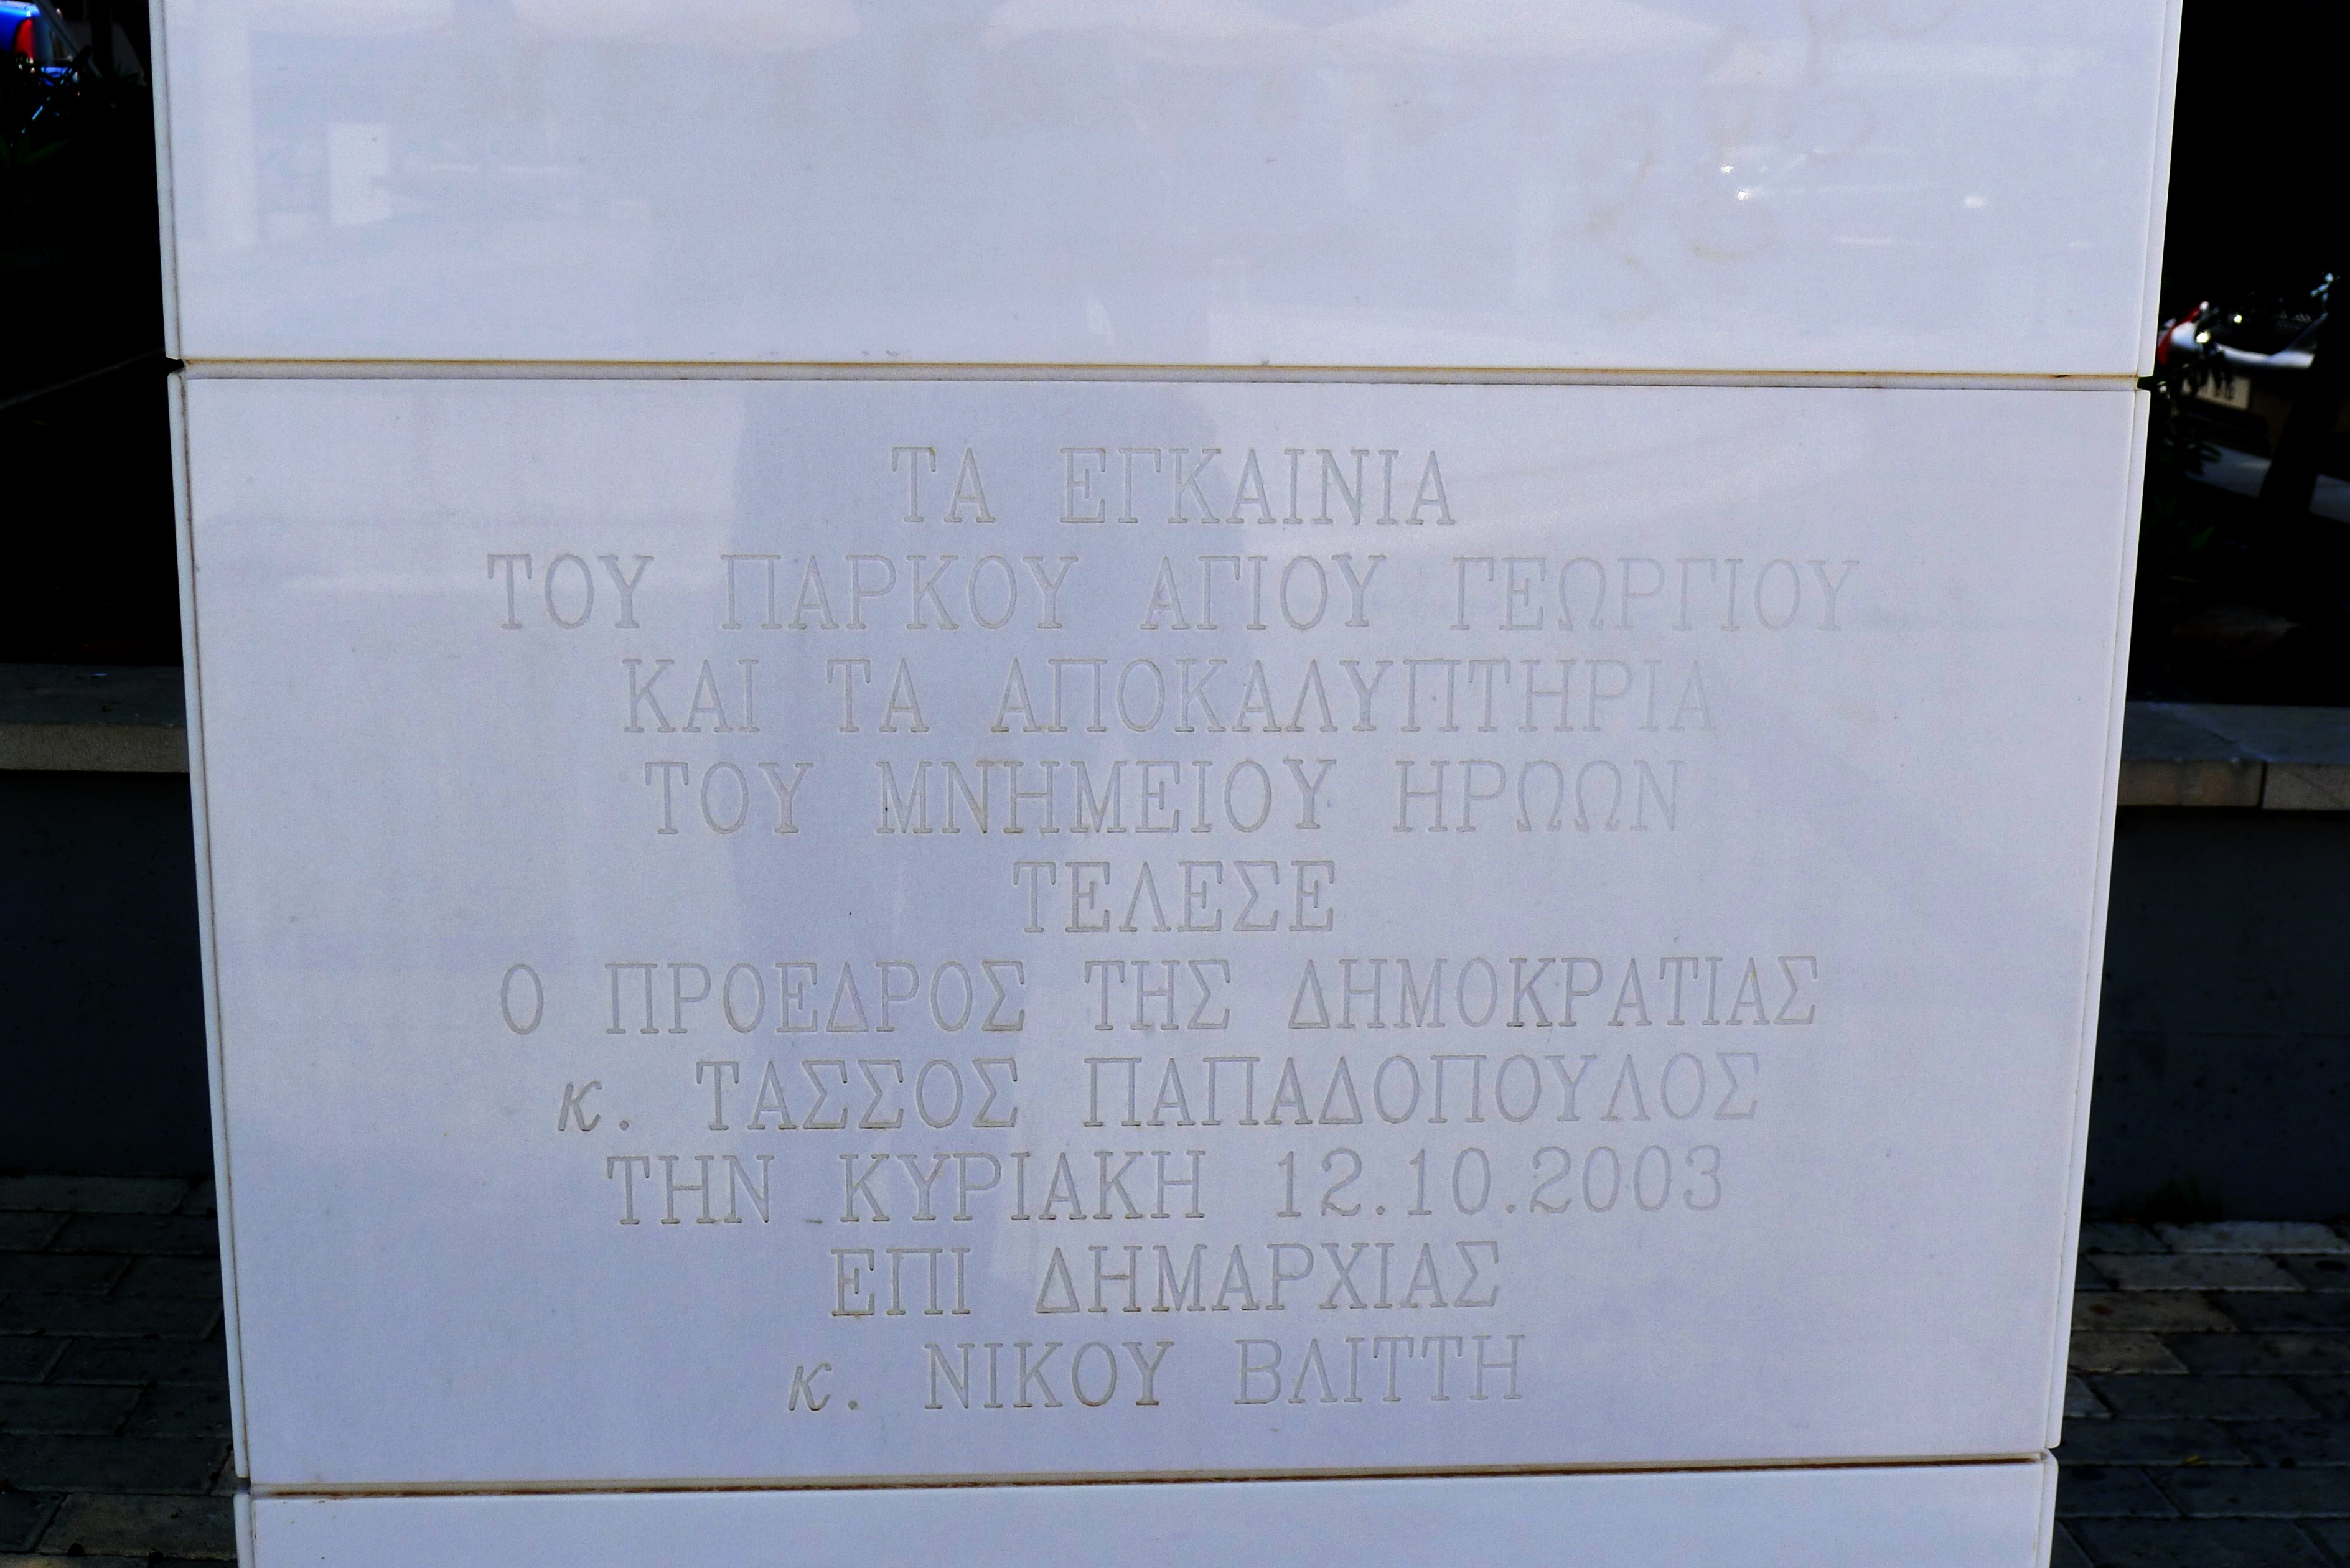 ΤΑ ΕΓΚΑΙΝΙΑ
ΤΟΥ ΠΑΡΚΟΥ ΑΓΙΟΥ ΓΕΩΡΓΙΟΥ
ΚΑΙ ΤΑ ΑΠΟΚΑΛΥΠΤΗΡΙΑ
ΤΟΥ ΜΝΗΜΕΙΟΥ ΗΡΩΩΝ
ΤΕΛΕΣΕ
Ο ΠΡΟΕΔΡΟΣ ΤΗΣ ΔΗΜΟΚΡΑΤΙΑΣ
κ. ΤΑΣΣΟΣ ΠΑΠΑΔΟΠΟΥΛΟΣ
ΤΗΝ ΚΥΡΙΑΚΗ 12.10.2003
ΕΠΙ ΔΗΜΑΡΧΙΑΣ
κ. ΝΙΚΟΥ ΒΛΙΤΤΗ